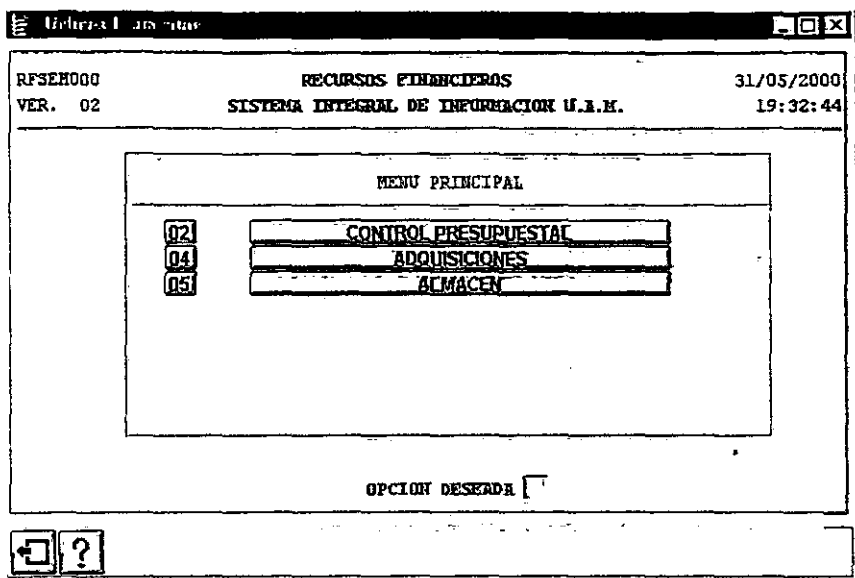 RFSEM000 RECURSOS FINANCIEROS 31/05/2000
VER. 02 SISTEMA INTEGRAL DE INFORMACION U.A.M. 19:32:44
MENU PRINCIPAL
02 CONTROL PRESUPUESTAL
04 ADQUISICIONES
05 ALMACEN
OPCION DESEADA
?